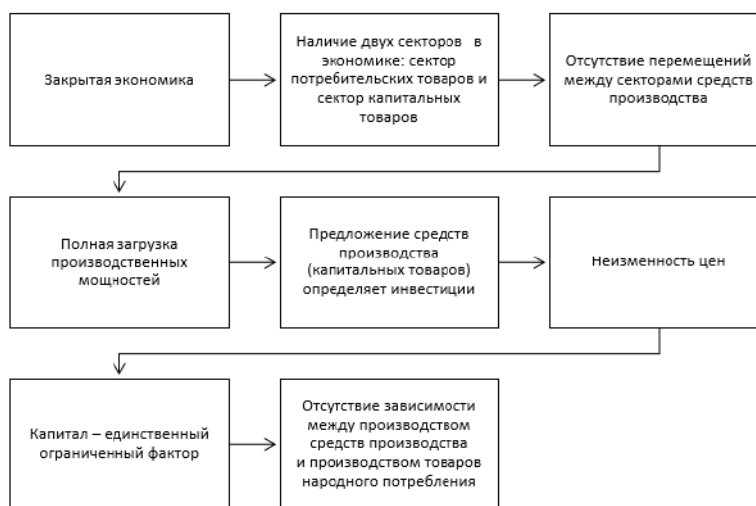 Закрытая экономика
Наличие двух секторов в
экономике: сектор
потребительских товаров и
сектор капитальных
товаров
Отсутствие перемещений
между секторами средств
производства
Полная загрузка
производственных
мощностей
Предложение средств
производства
(капитальных товаров)
определяет инвестиции
Неизменность цен
Капитал – единственный
ограниченный фактор
Отсутствие зависимости
между производством
средств производства
и производством товаров
народного потребления